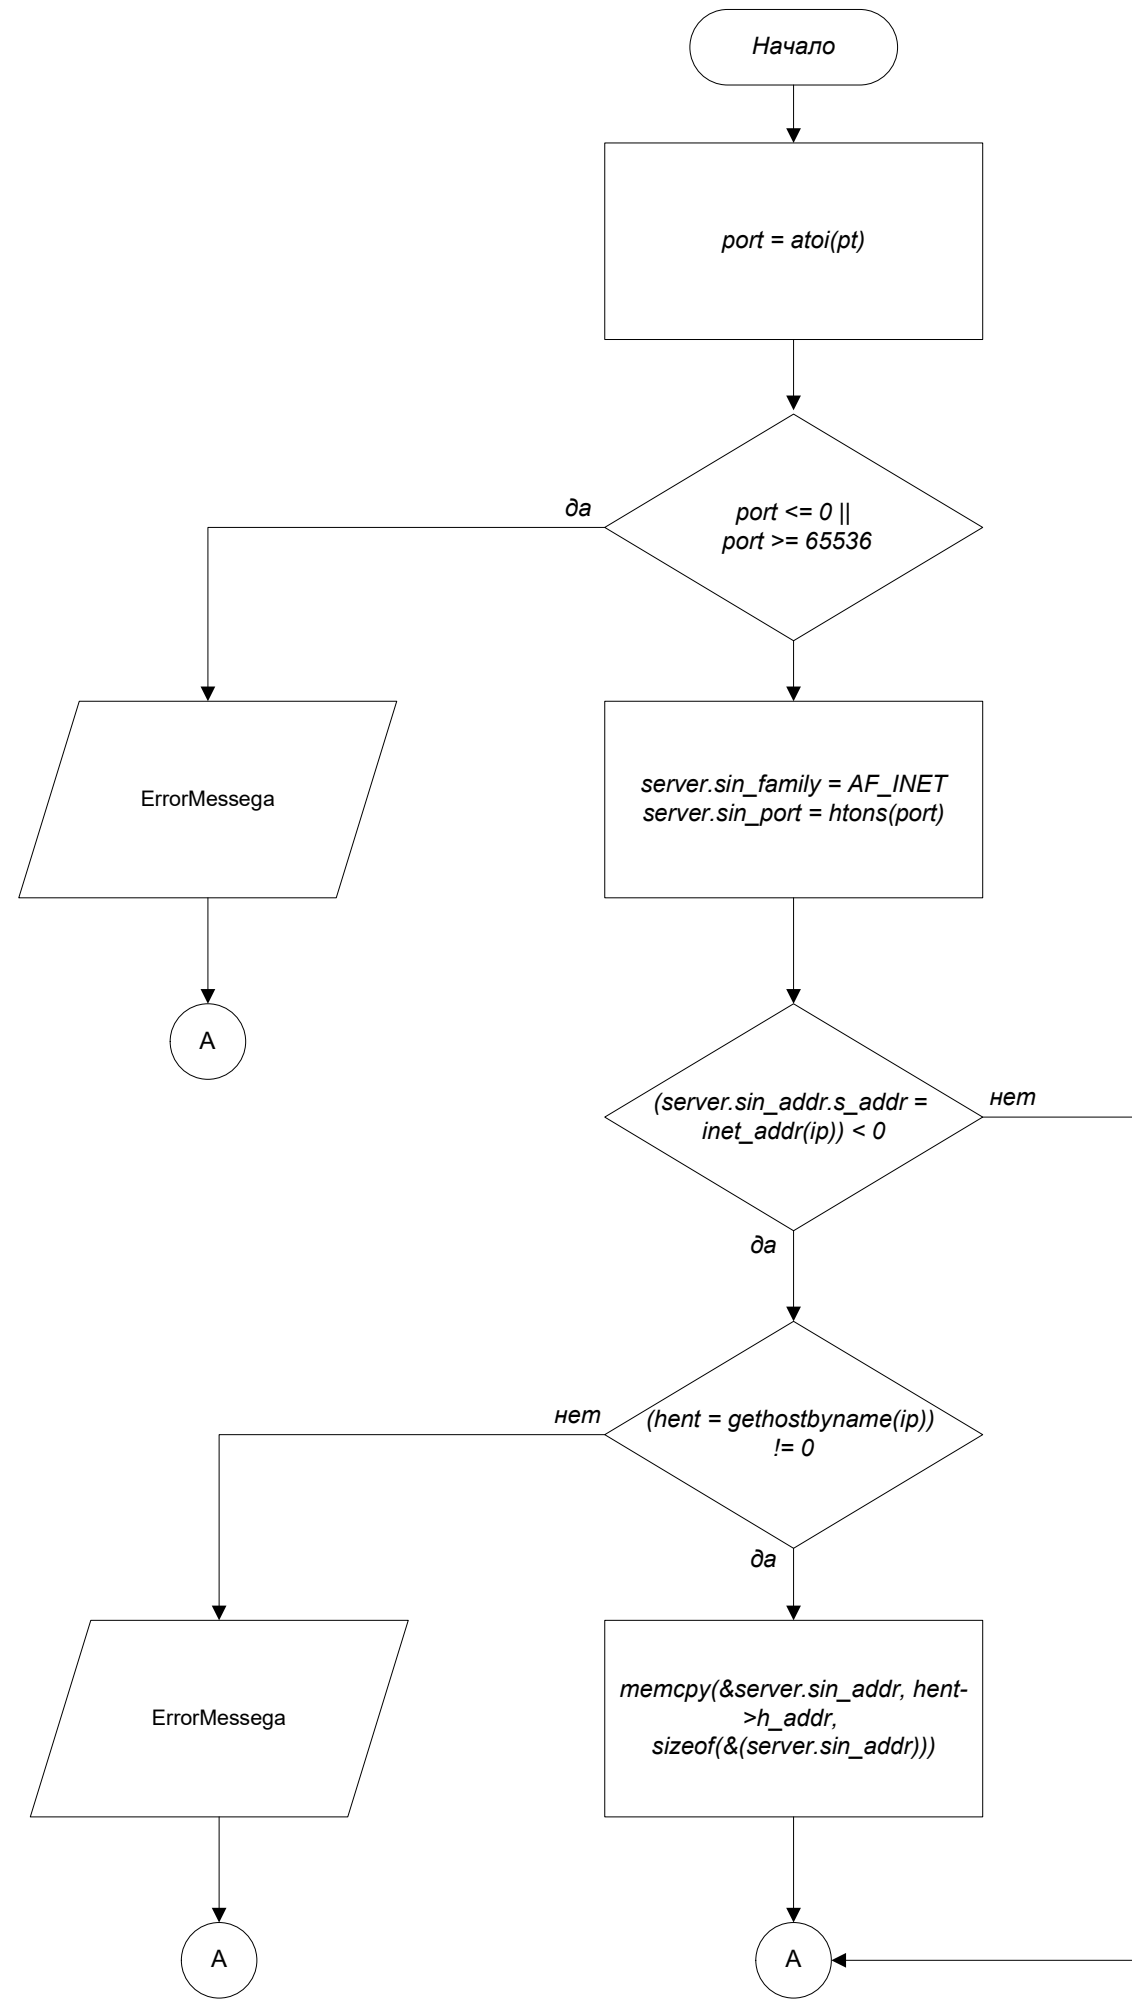 Начало
port = atoi(pt)
да
port <= 0 ||
port >= 65536
ErrorMessega
server.sin_family = AF_INET
server.sin_port = htons(port)
A
(server.sin_addr.s_addr =
inet_addr(ip)) < 0
нет
да
нет
(hent = gethostbyname(ip))
!= 0
да
ErrorMessega
memcpy(&server.sin_addr, hent-
>h_addr,
sizeof(&(server.sin_addr)))
A
A